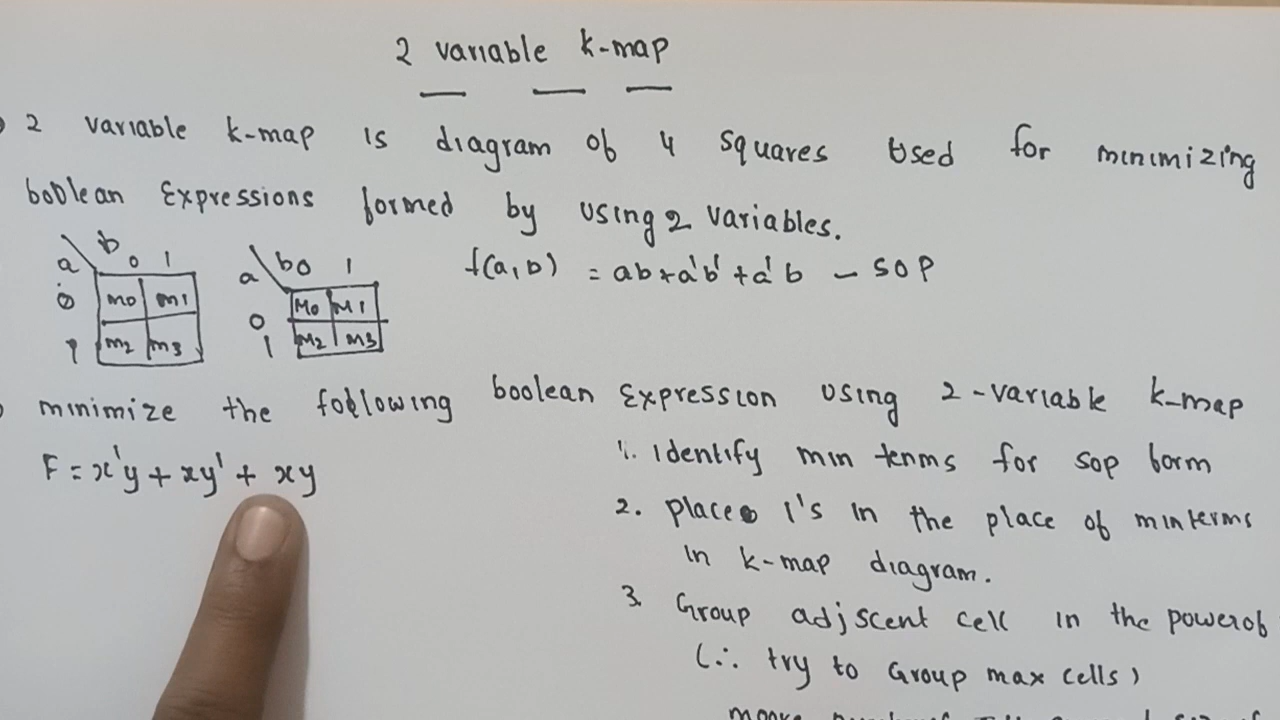 2 variable k-map
2 variable k-map is diagram of 4 squares used for minimizing
boolean Expressions formed by using 2 variables.
b
a 0 1
0 m0 m1
1 m2 m3
b 0 1
a
0 M0 M1
1 M2 M3
f(a,b) = ab+a'b'+a'b - SOP
minimize the following boolean Expression using 2-variable k-map
F = x'y + xy' + xy
1. Identify min terms for sop form
2. place 1's in the place of minterms
in k-map diagram.
3. Group adjscent cell in the power of
(∴ try to Group max cells)